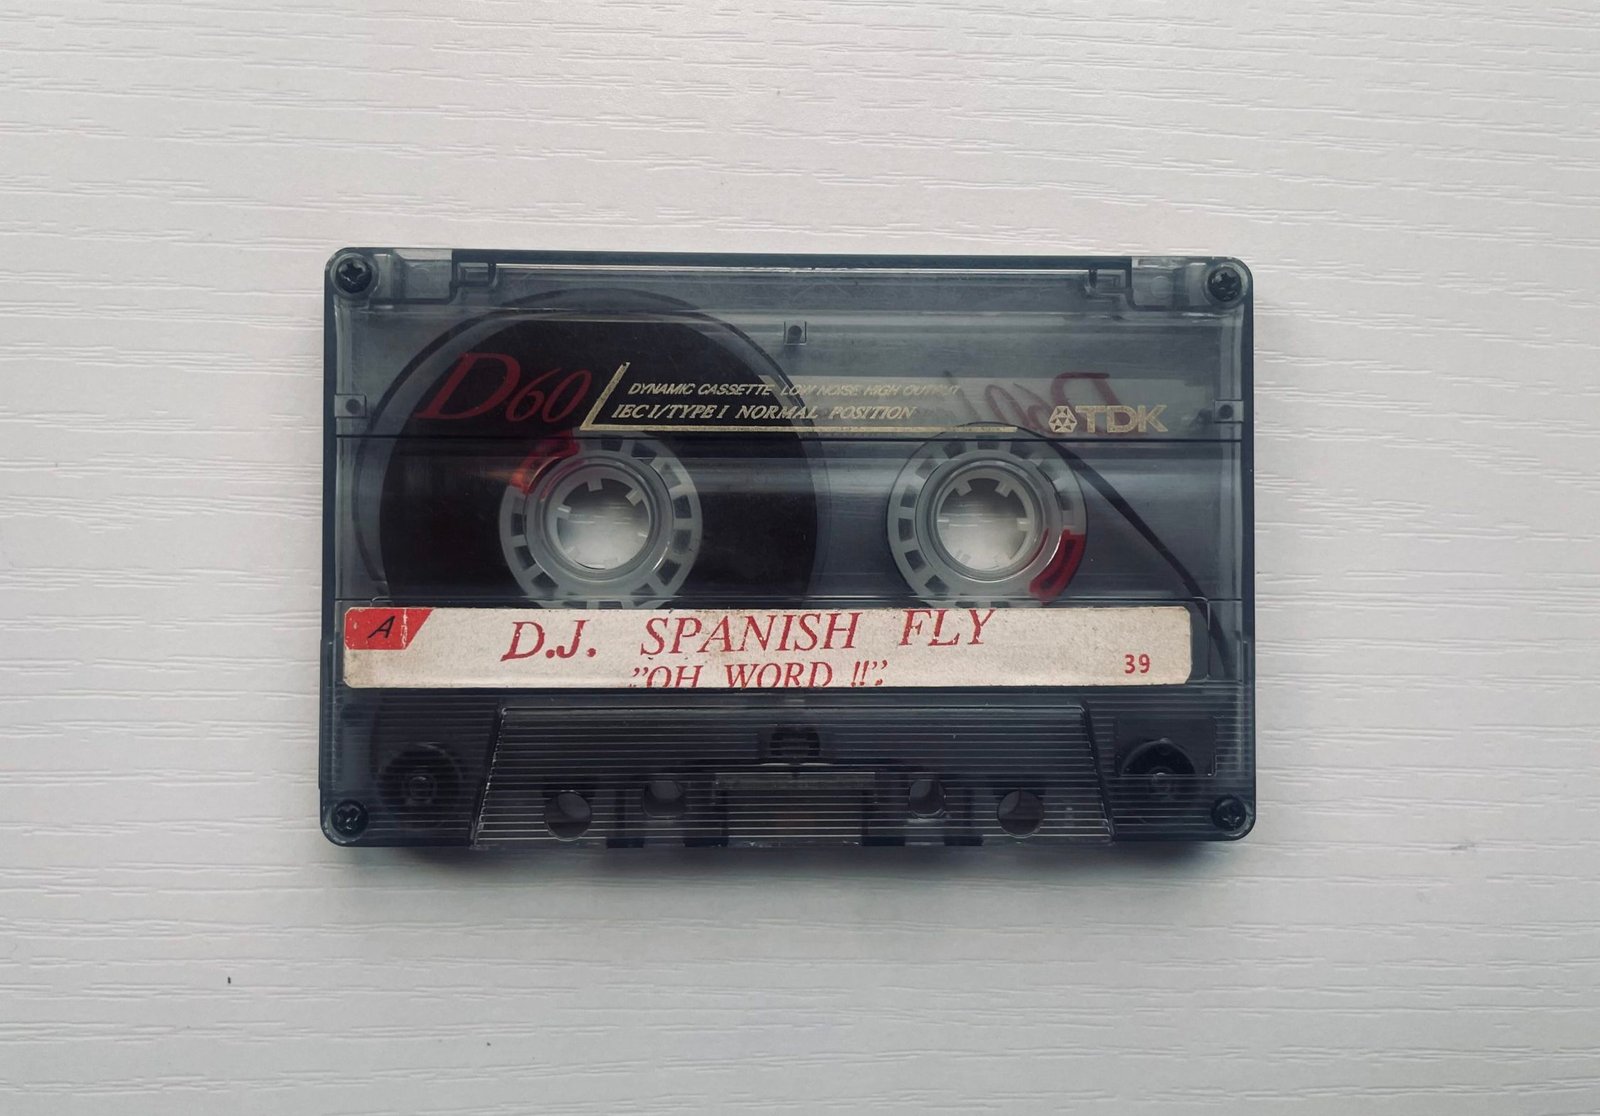 D60
DYNAMIC CASSETTE LOW NOISE HIGH OUTPUT
IEC I/TYPE I NORMAL POSITION
TDK
A
D.J. SPANISH FLY
"OH WORD !!"
39